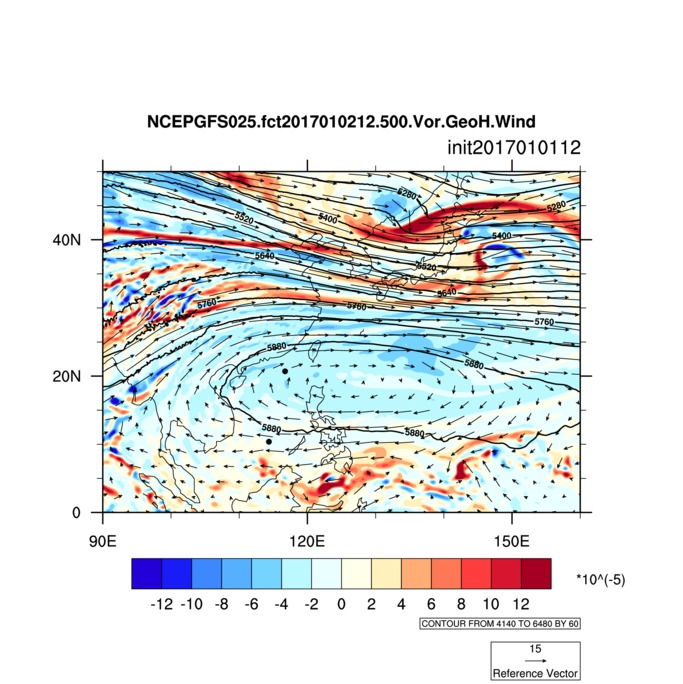 NCEPGFS025.fct2017010212.500.Vor.GeoH.Wind
init2017010112
5280
5520
5400
5280
40N
5400
5640
5520
5640
5760
5760
5760
5880
5880
20N
5880
5880
0
90E 120E 150E
-12 -10 -8 -6 -4 -2 0 2 4 6 8 10 12
*10^(-5)
CONTOUR FROM 4140 TO 6480 BY 60
15
Reference Vector